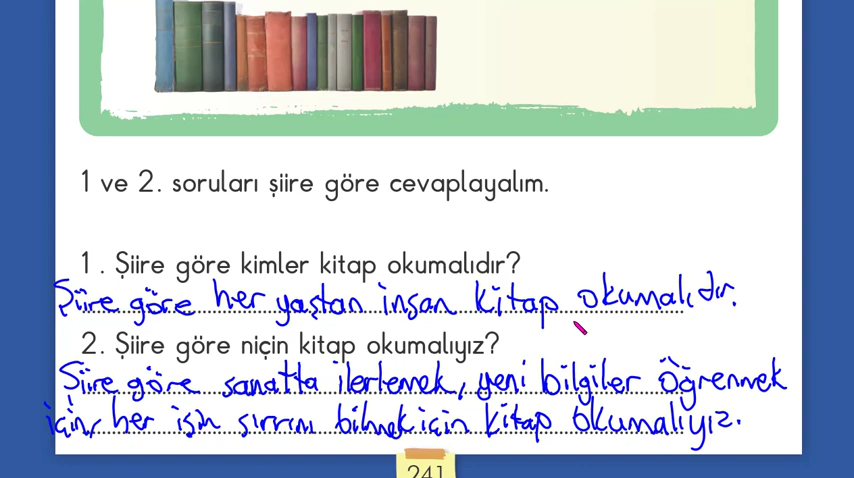 1 ve 2. soruları şiire göre cevaplayalım.
1 . Şiire göre kimler kitap okumalıdır?
Şiire göre her yaştan insan kitap okumalıdır.
2. Şiire göre niçin kitap okumalıyız?
Şiire göre sanatta ilerlemek, yeni bilgiler öğrenmek
için, her işin sırrını bilmek için kitap okumalıyız.
241